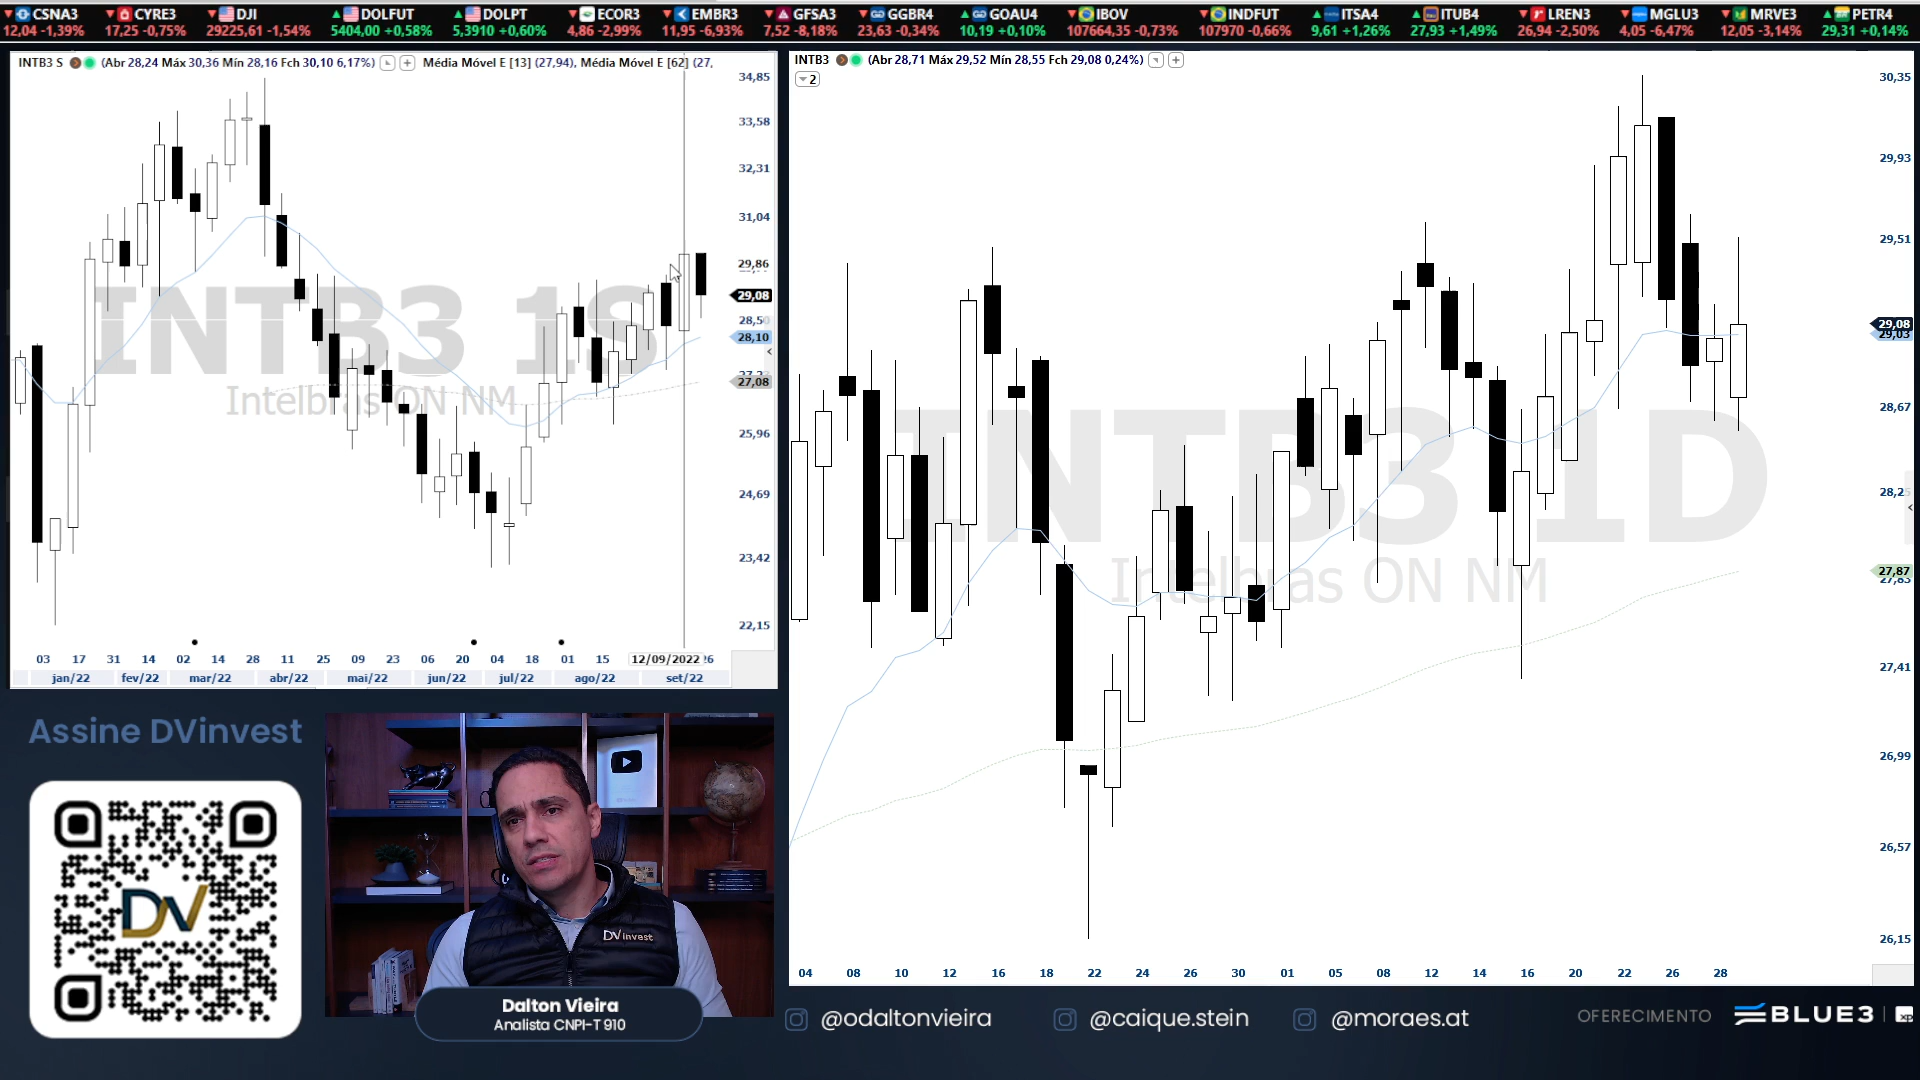 CSNA3 CYRE3 DJI DOLFUT DOLPT ECOR3 EMBR3 GFSA3 GGBR4 GOAU4 IBOV INDFUT ITSA4 ITUB4 LREN3 MGLU3 MRVE3 PETR4
12,04 -1,39% 17,25 -0,75% 29225,61 -1,54% 5404,00 +0,58% 5,3910 +0,60% 4,86 -2,99% 11,95 -6,93% 7,52 -8,18% 23,63 -0,34% 10,19 +0,10% 107664,35 -0,73% 107970 -0,66% 9,61 +1,26% 27,93 +1,49% 26,94 -2,50% 4,05 -6,47% 12,05 -3,14% 29,31 +0,14%
INTB3 S (Abr 28,24 Máx 30,36 Mín 28,16 Fch 30,10 6,17%) Média Móvel E [13] (27,94), Média Móvel E [62] (27,
34,85
33,58
32,31
31,04
29,86
29,08
28,50
28,10
27,08
25,96
24,69
23,42
22,15
INTB3 1S
Intelbras ON NM
03 17 31 14 02 14 28 11 25 09 23 06 20 04 18 01 15 12/09/2022 26
jan/22 fev/22 mar/22 abr/22 mai/22 jun/22 jul/22 ago/22 set/22
INTB3 (Abr 28,71 Máx 29,52 Mín 28,55 Fch 29,08 0,24%)
2
30,35
29,93
29,51
29,08
29,03
28,67
28,2
27,87
27,83
27,41
26,99
26,57
26,15
INTB3 1D
Intelbras ON NM
04 08 10 12 16 18 22 24 26 30 01 05 08 12 14 16 20 22 26 28
Assine DVinvest
DV
DVinvest
Dalton Vieira
Analista CNPI-T 910
@odaltonvieira @caique.stein @moraes.at
OFERECIMENTO BLUE3 xp